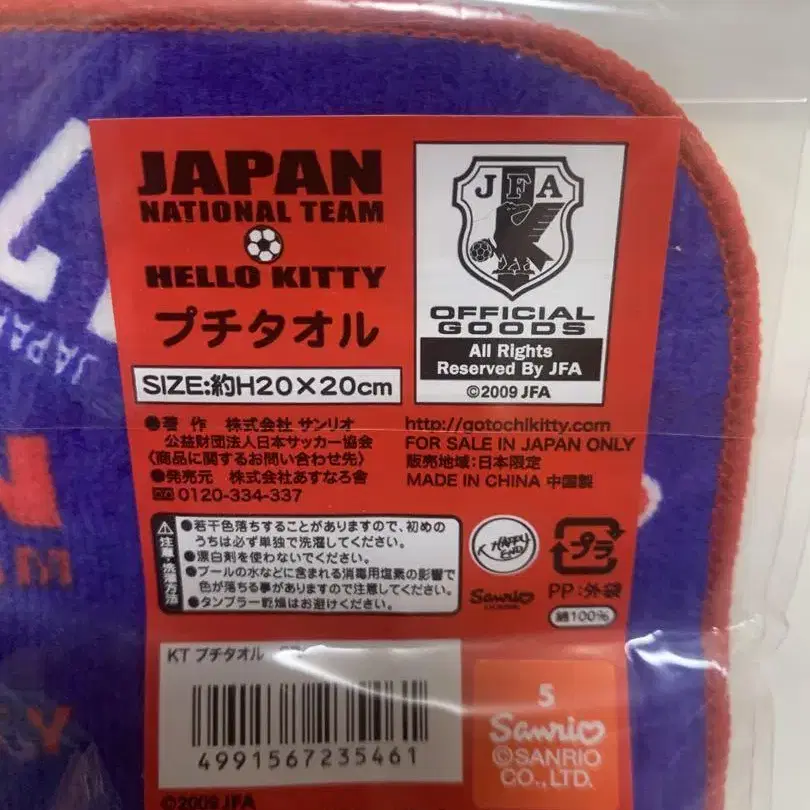 JAPAN
NATIONAL TEAM
HELLO KITTY
プチタオル
SIZE:約H20×20cm
JFA
OFFICIAL
GOODS
All Rights
Reserved By JFA
©2009 JFA
●著 作 株式会社 サンリオ
公益財団法人日本サッカー協会
〈商品に関するお問い合わせ先〉
●発売元 株式会社あすなろ舎
0120-334-337
http://gotochikitty.com
FOR SALE IN JAPAN ONLY
販売地域:日本限定
MADE IN CHINA 中国製
注意・洗濯方法
●若干色落ちすることがありますので、初めの
うちは必ず単独で洗濯してください。
●漂白剤を使わないでください。
●プールの水などに含まれる消毒用塩素の影響で
色が落ちる事がありますので注意してください。
●タンブラー乾燥はお避けください。
Sanrio
プラ
PP:外袋
綿100%
KT プチタオル
4991567235461
5
Sanrio
©SANRIO
CO.,LTD.
©2009 JFA
JAPAN